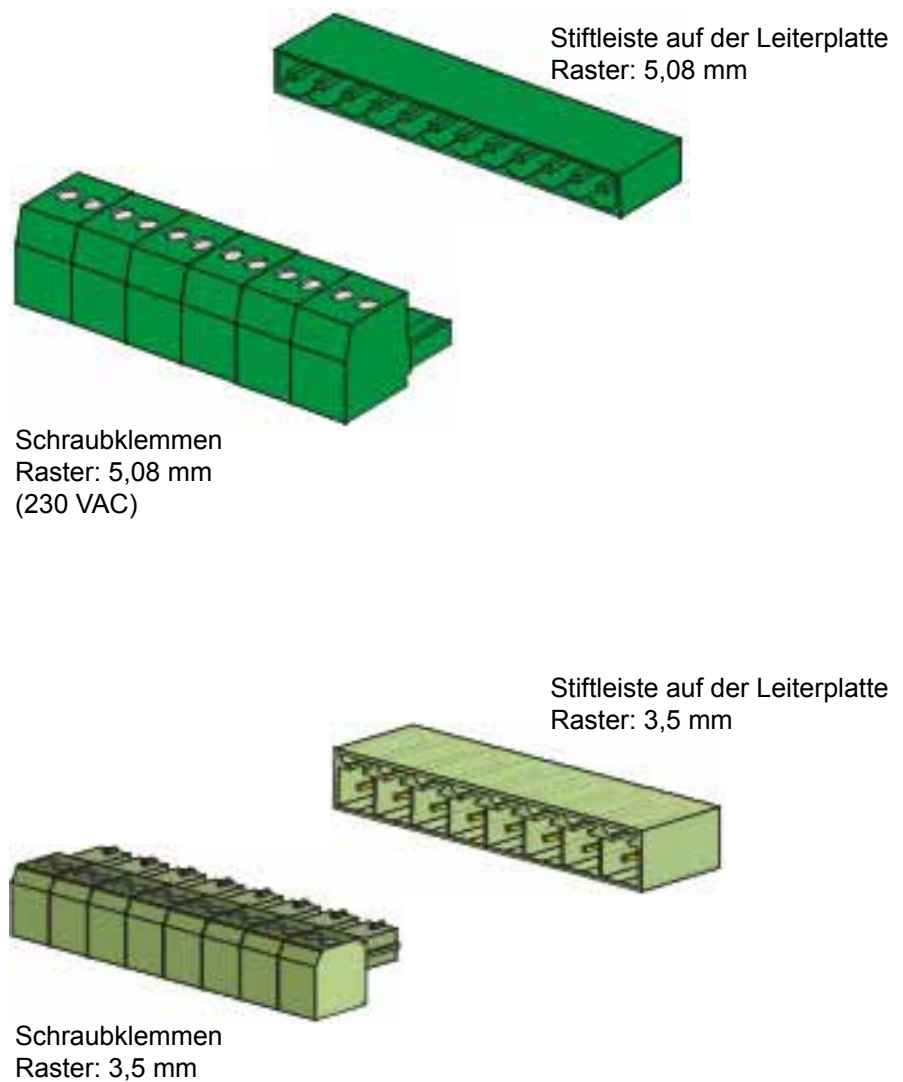 Stiftleiste auf der Leiterplatte
Raster: 5,08 mm
Schraubklemmen
Raster: 5,08 mm
(230 VAC)
Stiftleiste auf der Leiterplatte
Raster: 3,5 mm
Schraubklemmen
Raster: 3,5 mm